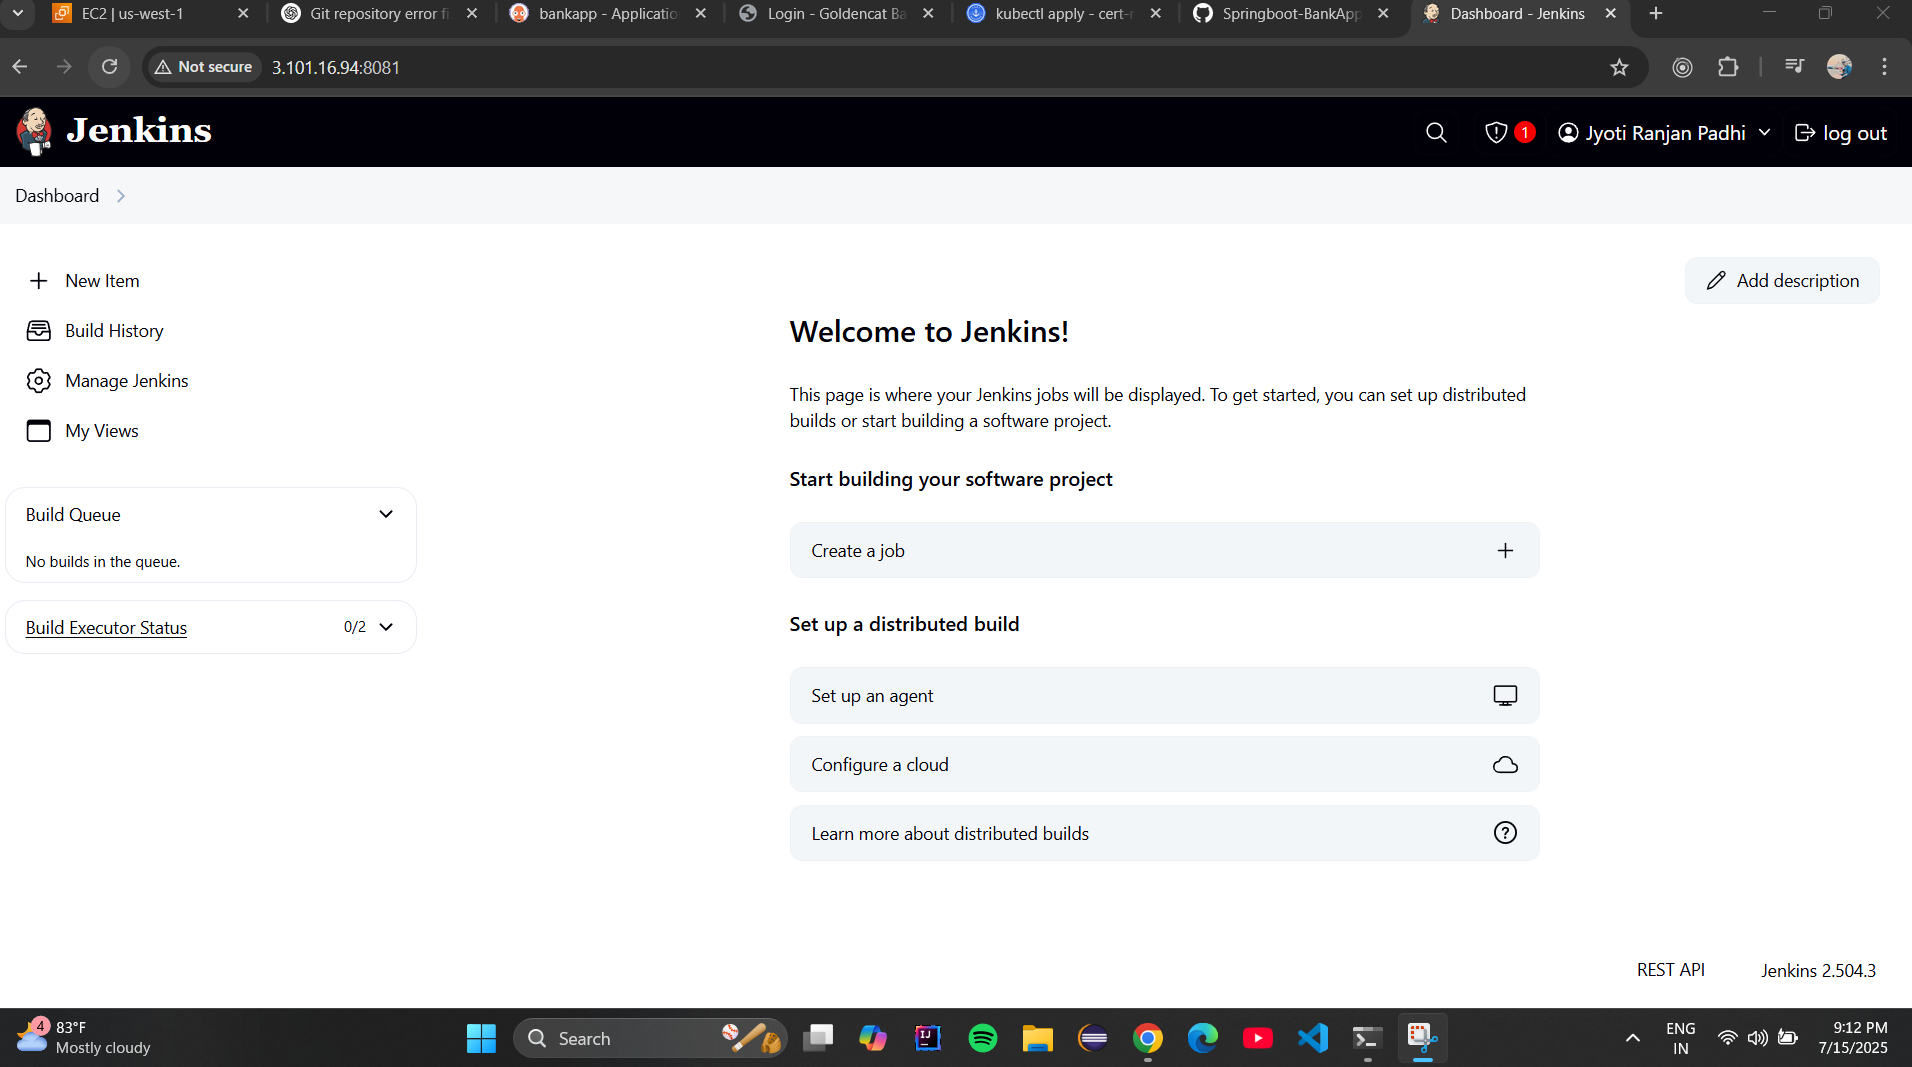 EC2 | us-west-1
Git repository error fi
bankapp - Applicatio
Login - Goldencat Ba
kubectl apply - cert-
Springboot-BankApp
Dashboard - Jenkins
Not secure
3.101.16.94:8081
Jenkins
1
Jyoti Ranjan Padhi
log out
Dashboard
New Item
Add description
Build History
Manage Jenkins
My Views
Welcome to Jenkins!
This page is where your Jenkins jobs will be displayed. To get started, you can set up distributed
builds or start building a software project.
Start building your software project
Build Queue
No builds in the queue.
Create a job
Build Executor Status
0/2
Set up a distributed build
Set up an agent
Configure a cloud
Learn more about distributed builds
REST API
Jenkins 2.504.3
4
83°F
Mostly cloudy
Search
IJ
ENG
IN
9:12 PM
7/15/2025